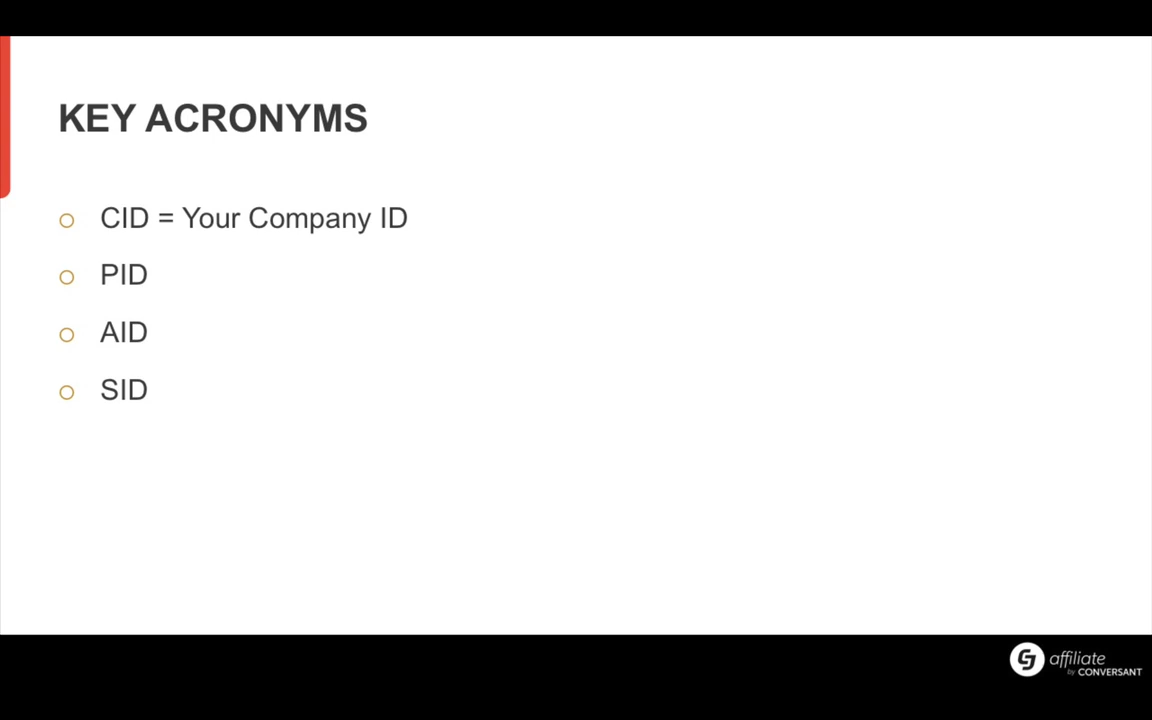 KEY ACRONYMS
CID = Your Company ID
PID
AID
SID
CJ affiliate
by CONVERSANT